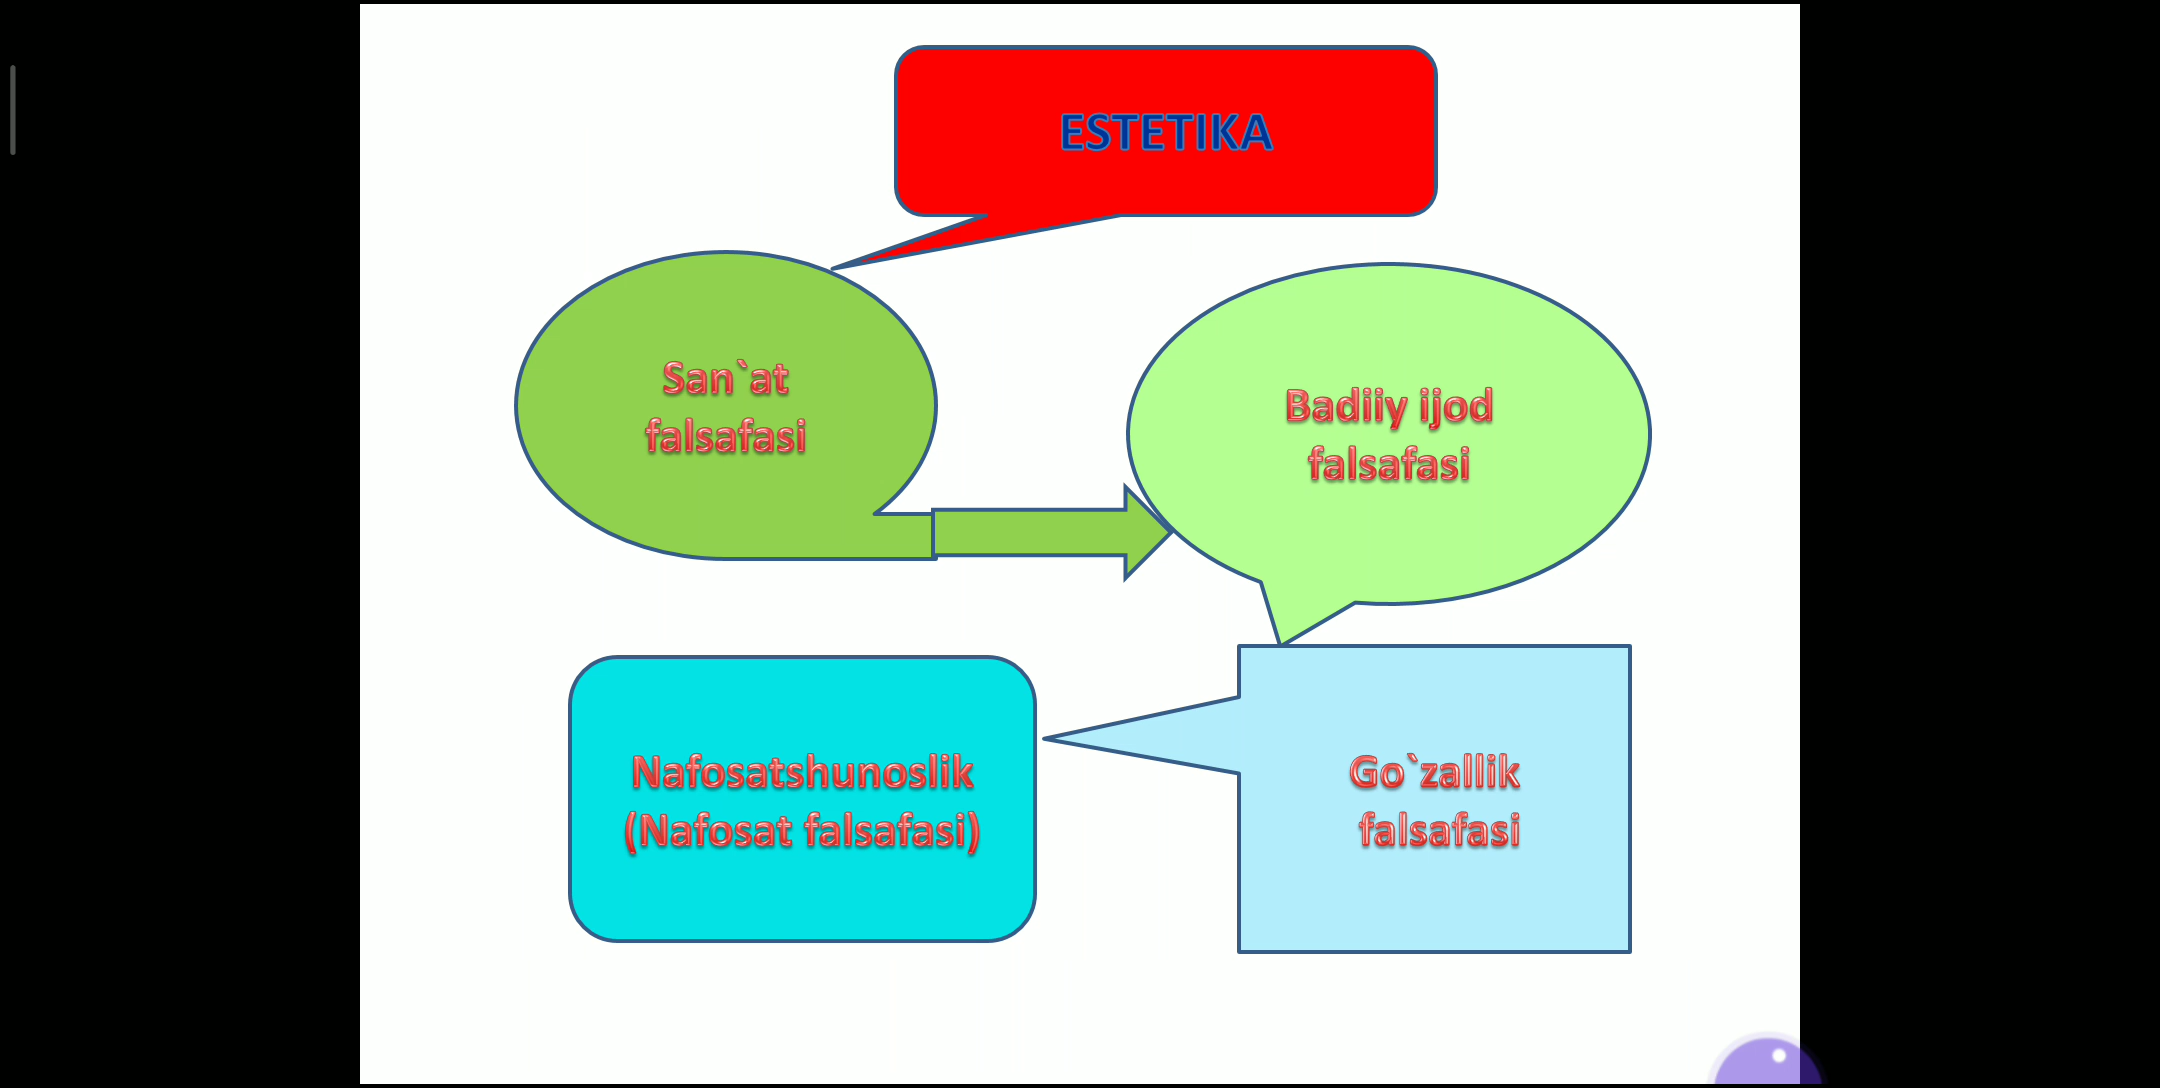 ESTETIKA
San`at
falsafasi
Badiiy ijod
falsafasi
Nafosatshunoslik
(Nafosat falsafasi)
Go`zallik
falsafasi